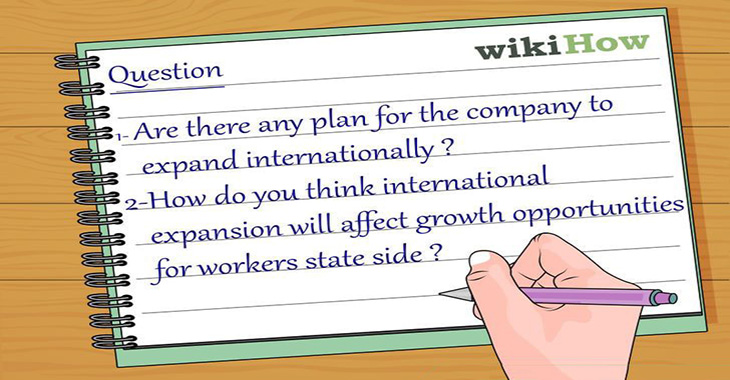 wikiHow
Question
1- Are there any plan for the company to
expand internationally ?
2-How do you think international
expansion will affect growth opportunities
for workers state side ?